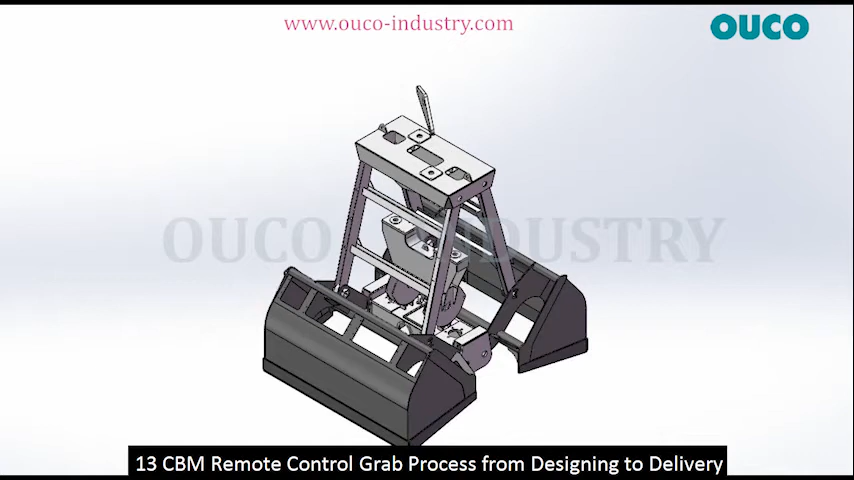 www.ouco-industry.com
OUCO
OUCO-INDUSTRY
13 CBM Remote Control Grab Process from Designing to Delivery